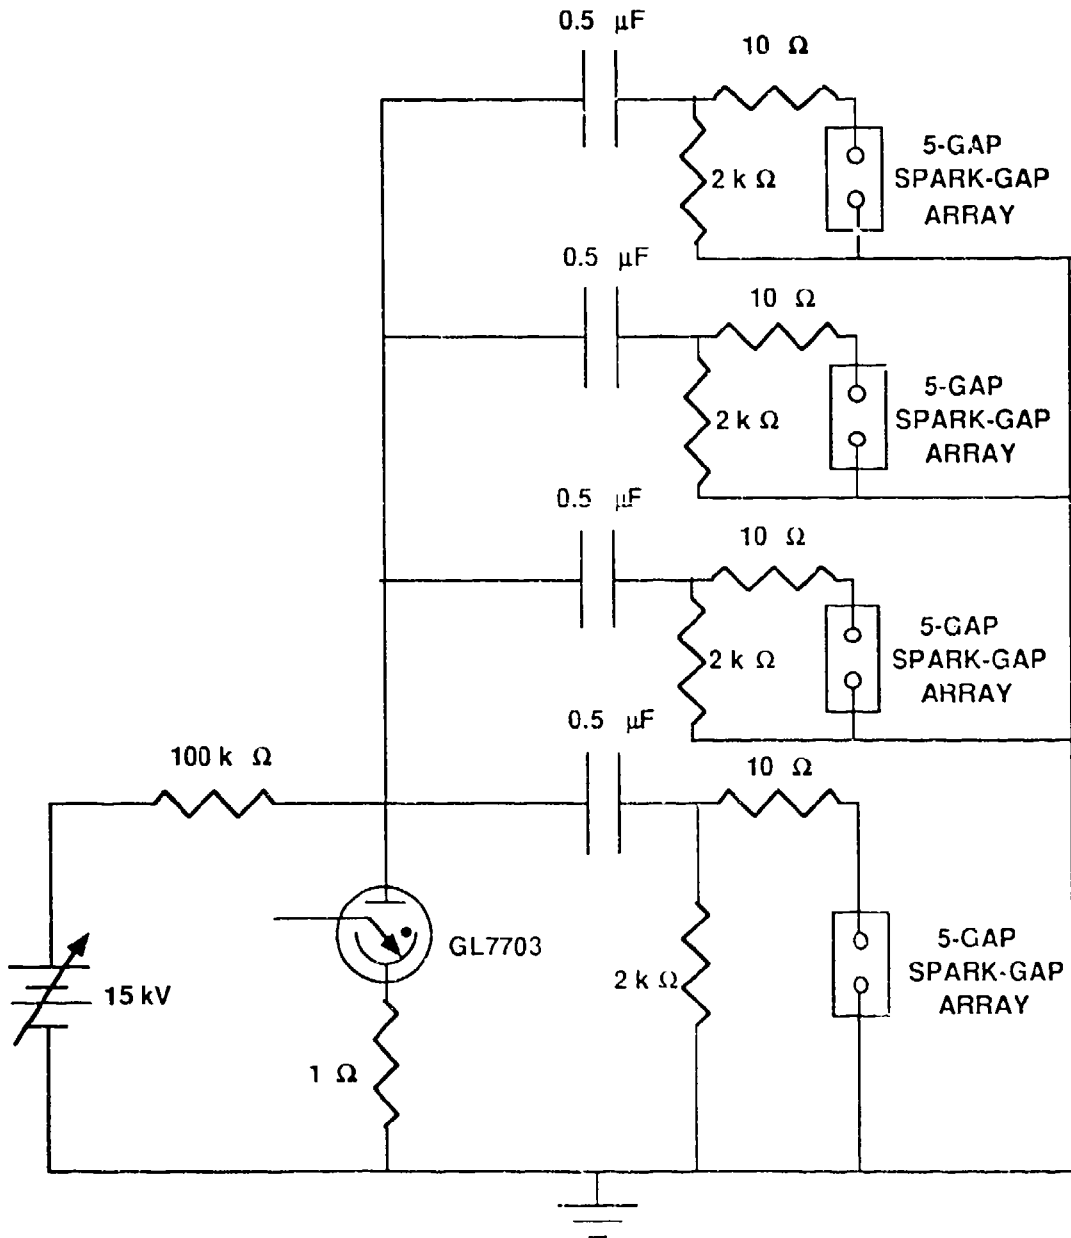 0.5 µF
10 Ω
2 k Ω
5-GAP
SPARK-GAP
ARRAY
0.5 µF
10 Ω
2 k Ω
5-GAP
SPARK-GAP
ARRAY
0.5 µF
10 Ω
2 k Ω
5-GAP
SPARK-GAP
ARRAY
0.5 µF
100 k Ω
10 Ω
GL7703
2 k Ω
5-GAP
SPARK-GAP
ARRAY
15 kV
1 Ω